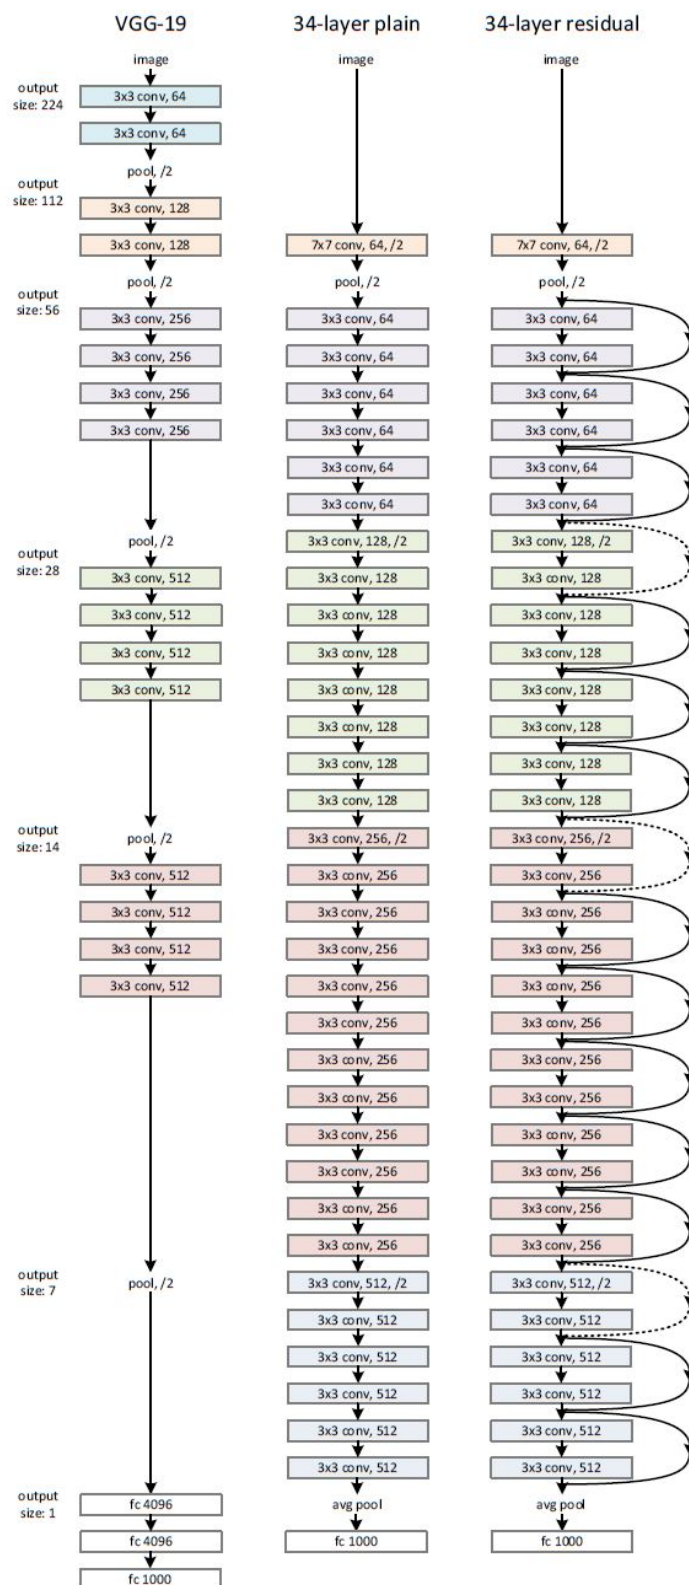 output
size: 224
output
size: 112
output
size: 56
output
size: 28
output
size: 14
output
size: 7
output
size: 1
VGG-19
image
3x3 conv, 64
3x3 conv, 64
pool, /2
3x3 conv, 128
3x3 conv, 128
pool, /2
3x3 conv, 256
3x3 conv, 256
3x3 conv, 256
3x3 conv, 256
pool, /2
3x3 conv, 512
3x3 conv, 512
3x3 conv, 512
3x3 conv, 512
pool, /2
3x3 conv, 512
3x3 conv, 512
3x3 conv, 512
3x3 conv, 512
pool, /2
fc 4096
fc 4096
fc 1000
34-layer plain
image
7x7 conv, 64, /2
pool, /2
3x3 conv, 64
3x3 conv, 64
3x3 conv, 64
3x3 conv, 64
3x3 conv, 64
3x3 conv, 64
3x3 conv, 128, /2
3x3 conv, 128
3x3 conv, 128
3x3 conv, 128
3x3 conv, 128
3x3 conv, 128
3x3 conv, 128
3x3 conv, 128
3x3 conv, 256, /2
3x3 conv, 256
3x3 conv, 256
3x3 conv, 256
3x3 conv, 256
3x3 conv, 256
3x3 conv, 256
3x3 conv, 256
3x3 conv, 256
3x3 conv, 256
3x3 conv, 256
3x3 conv, 256
3x3 conv, 512, /2
3x3 conv, 512
3x3 conv, 512
3x3 conv, 512
3x3 conv, 512
3x3 conv, 512
avg pool
fc 1000
34-layer residual
image
7x7 conv, 64, /2
pool, /2
3x3 conv, 64
3x3 conv, 64
3x3 conv, 64
3x3 conv, 64
3x3 conv, 64
3x3 conv, 64
3x3 conv, 128, /2
3x3 conv, 128
3x3 conv, 128
3x3 conv, 128
3x3 conv, 128
3x3 conv, 128
3x3 conv, 128
3x3 conv, 128
3x3 conv, 256, /2
3x3 conv, 256
3x3 conv, 256
3x3 conv, 256
3x3 conv, 256
3x3 conv, 256
3x3 conv, 256
3x3 conv, 256
3x3 conv, 256
3x3 conv, 256
3x3 conv, 256
3x3 conv, 256
3x3 conv, 512, /2
3x3 conv, 512
3x3 conv, 512
3x3 conv, 512
3x3 conv, 512
3x3 conv, 512
avg pool
fc 1000